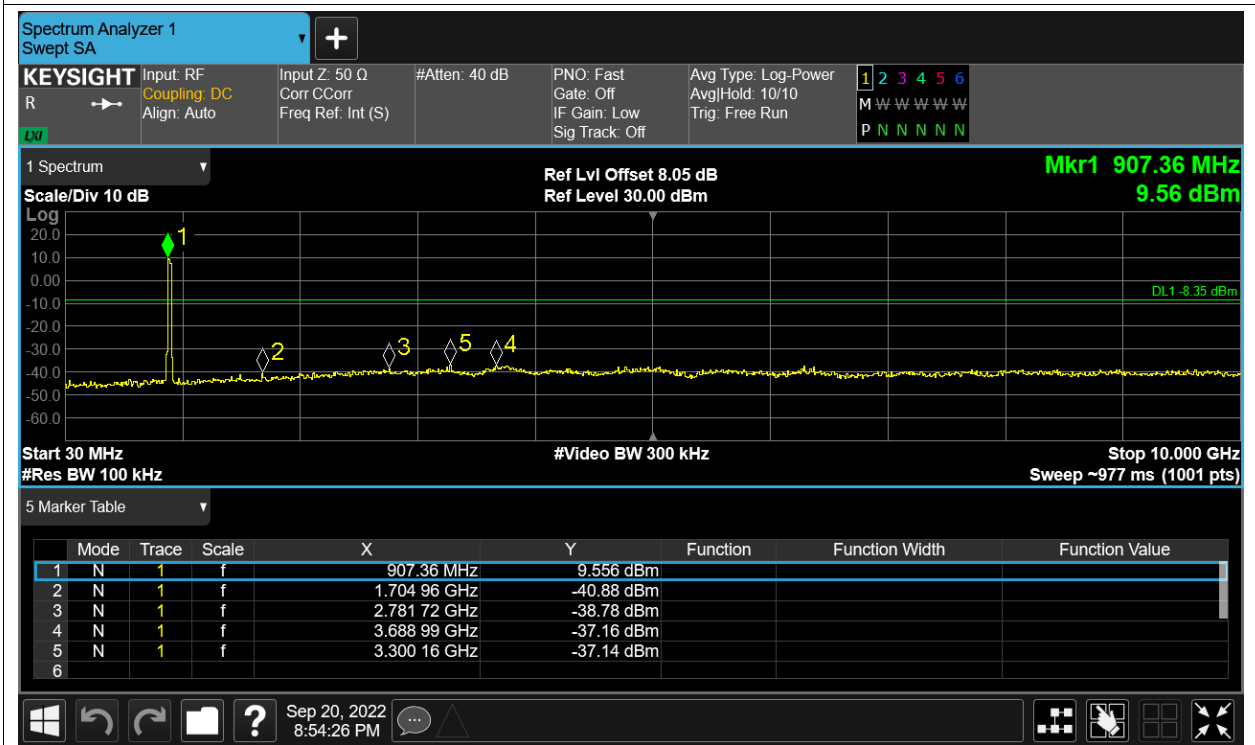 Spectrum Analyzer 1
Swept SA
+
KEYSIGHT Input: RF Input Z: 50 Ω #Atten: 40 dB PNO: Fast Avg Type: Log-Power 1 2 3 4 5 6
R Coupling: DC Corr CCorr Gate: Off Avg|Hold: 10/10 M W W W W W
Align: Auto Freq Ref: Int (S) IF Gain: Low Trig: Free Run
LXI Sig Track: Off P N N N N N
1 Spectrum Ref Lvl Offset 8.05 dB Mkr1 907.36 MHz
Scale/Div 10 dB Ref Level 30.00 dBm 9.56 dBm
Log
20.0 1
10.0
0.00
DL1 -8.35 dBm
-10.0
-20.0
-30.0 2 3 5 4
-40.0
-50.0
-60.0
Start 30 MHz #Video BW 300 kHz Stop 10.000 GHz
#Res BW 100 kHz Sweep ~977 ms (1001 pts)
5 Marker Table
Mode Trace Scale X Y Function Function Width Function Value
1 N 1 f 907.36 MHz 9.556 dBm
2 N 1 f 1.704 96 GHz -40.88 dBm
3 N 1 f 2.781 72 GHz -38.78 dBm
4 N 1 f 3.688 99 GHz -37.16 dBm
5 N 1 f 3.300 16 GHz -37.14 dBm
6
? Sep 20, 2022
8:54:26 PM